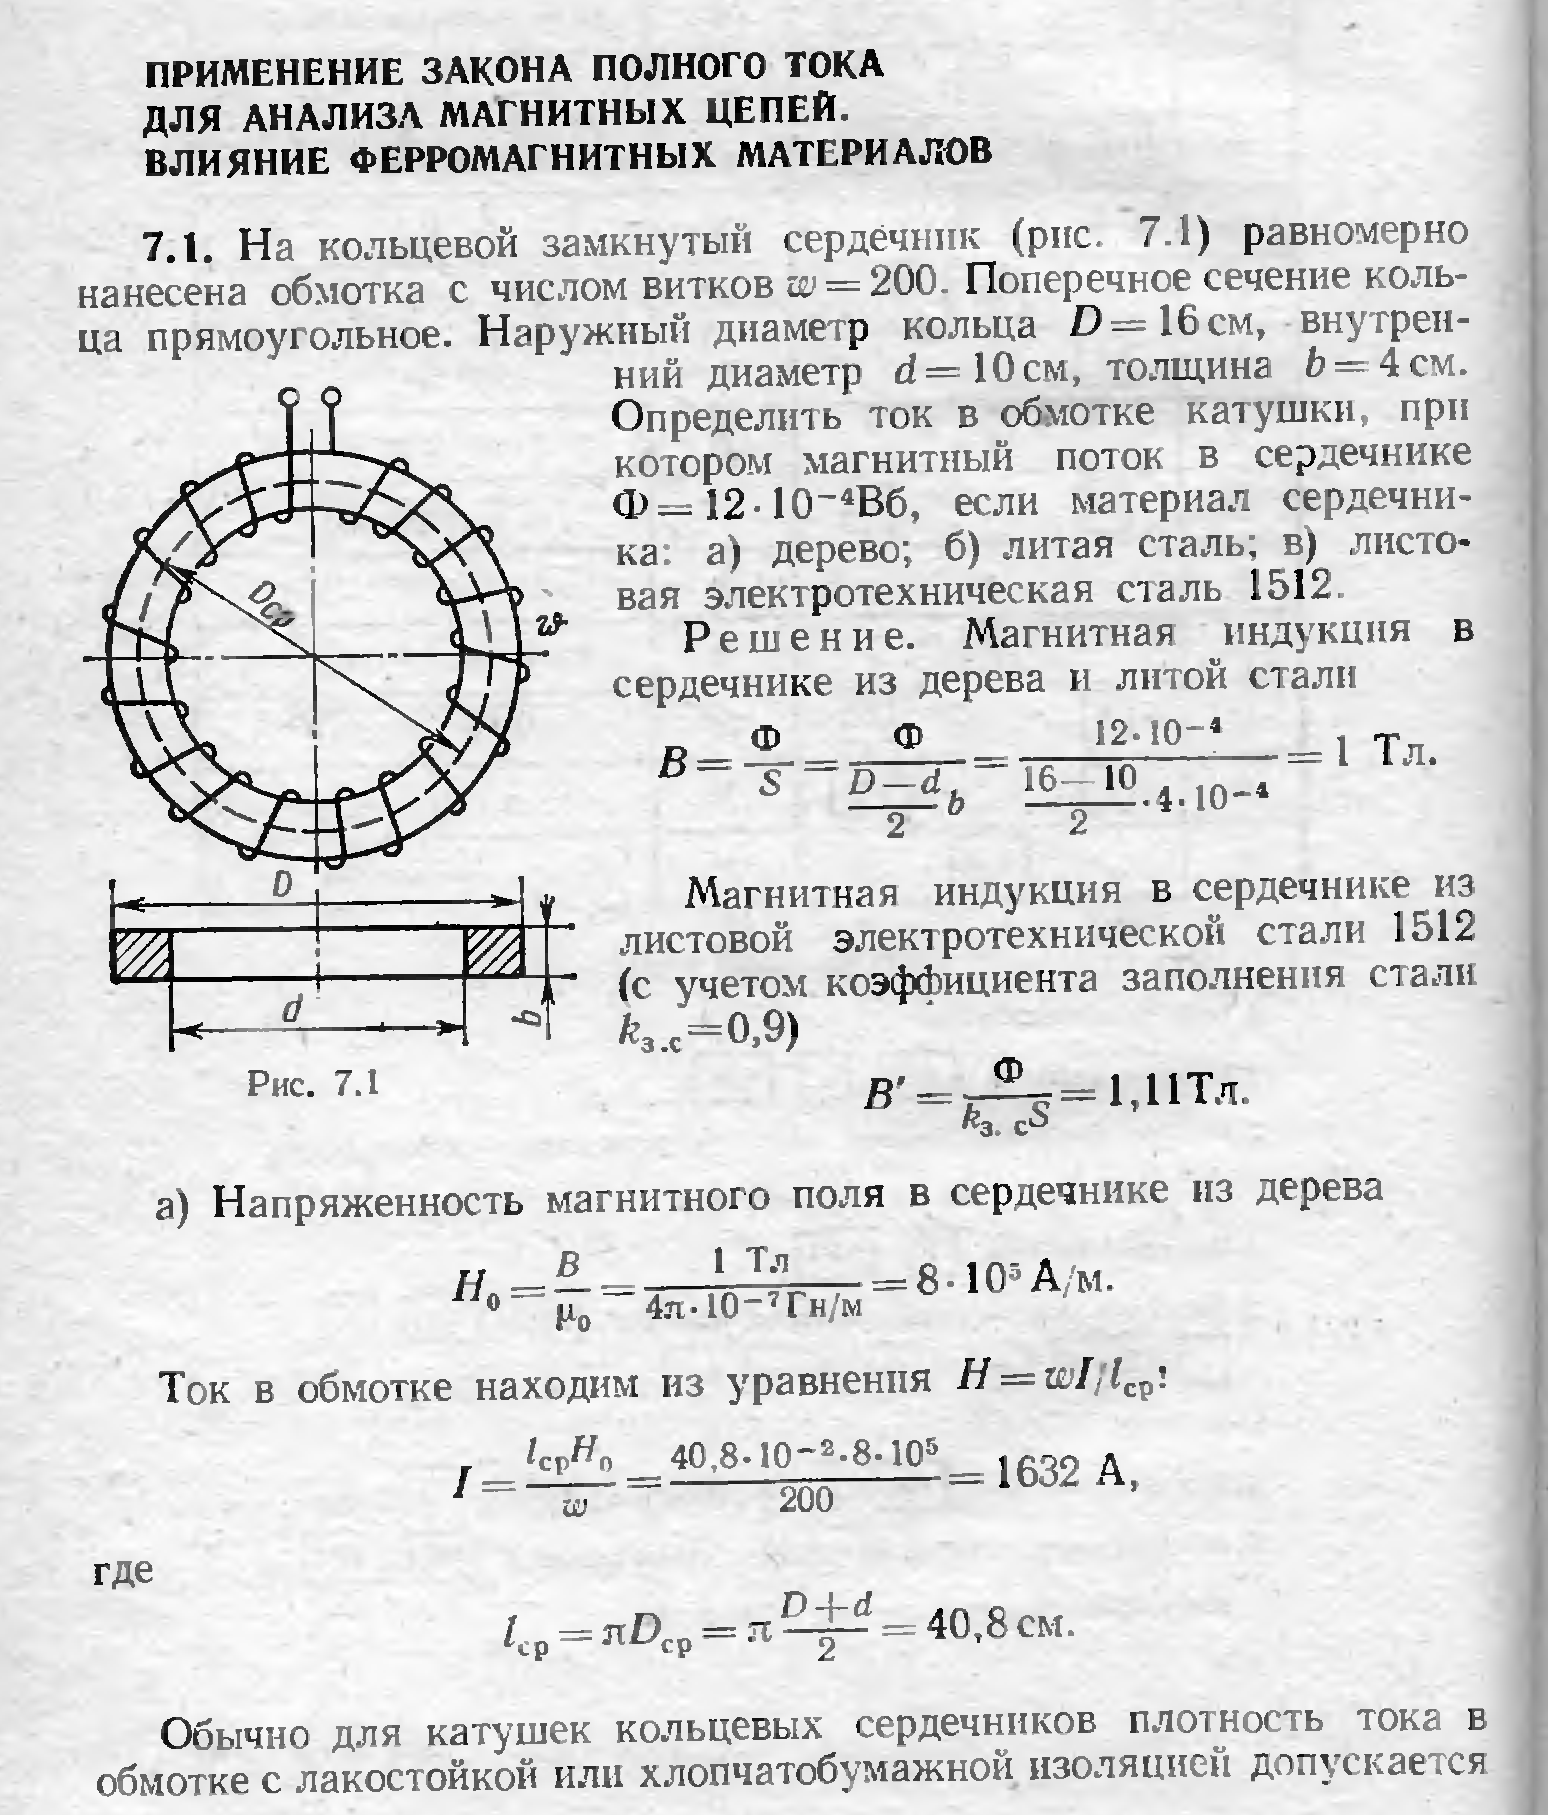 ПРИМЕНЕНИЕ ЗАКОНА ПОЛНОГО ТОКА
ДЛЯ АНАЛИЗА МАГНИТНЫХ ЦЕПЕЙ.
ВЛИЯНИЕ ФЕРРОМАГНИТНЫХ МАТЕРИАЛОВ
7.1. На кольцевой замкнутый сердечник (рис. 7.1) равномерно
нанесена обмотка с числом витков w = 200. Поперечное сечение коль-
ца прямоугольное. Наружный диаметр кольца D = 16 см, внутрен-
ний диаметр d = 10 см, толщина b = 4 см.
Определить ток в обмотке катушки, при
котором магнитный поток в сердечнике
Ф = 12·10⁻⁴Вб, если материал сердечни-
ка: а) дерево; б) литая сталь; в) листо-
вая электротехническая сталь 1512.
Решение. Магнитная индукция в
сердечнике из дерева и литой стали
B = Ф/S = Ф/((D—d)/2 b) = 12·10⁻⁴/((16—10)/2 ·4·10⁻⁴) = 1 Тл.
Магнитная индукция в сердечнике из
листовой электротехнической стали 1512
(с учетом коэффициента заполнения стали
k_з.с=0,9)
B′ = Ф/(k_з.с S) = 1,11Тл.
Dср
w
D
d
b
Рис. 7.1
а) Напряженность магнитного поля в сердечнике из дерева
H₀ = B/μ₀ = 1 Тл/(4π·10⁻⁷Гн/м) = 8·10⁵ А/м.
Ток в обмотке находим из уравнения H = wI/l_ср:
I = l_ср H₀/w = 40,8·10⁻²·8·10⁵/200 = 1632 А,
где
l_ср = πD_ср = π (D+d)/2 = 40,8 см.
Обычно для катушек кольцевых сердечников плотность тока в
обмотке с лакостойкой или хлопчатобумажной изоляцией допускается